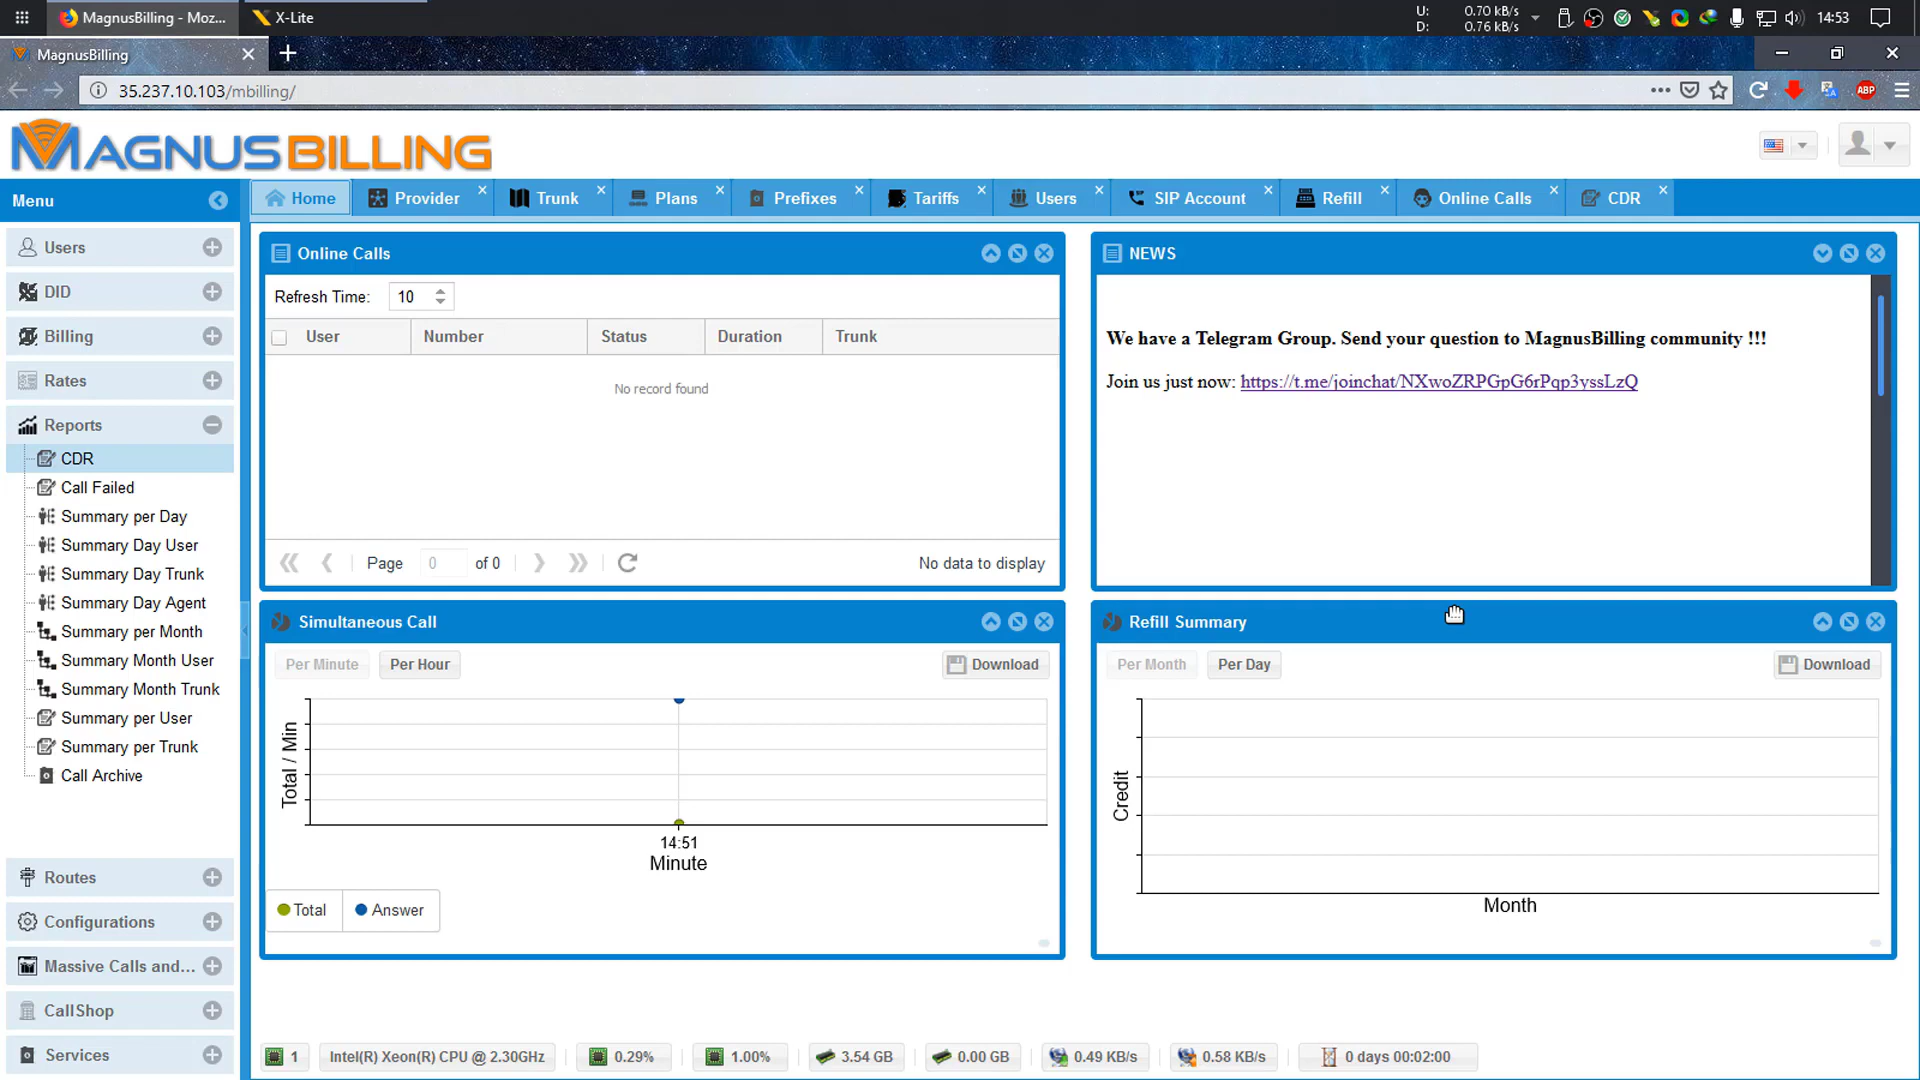 MagnusBilling - Moz...
X-Lite
U: 0.70 kB/s
D: 0.76 kB/s
14:53
MagnusBilling
35.237.10.103/mbilling/
ABP
MAGNUSBILLING
Menu
Home
Provider
Trunk
Plans
Prefixes
Tariffs
Users
SIP Account
Refill
Online Calls
CDR
Users
DID
Billing
Rates
Reports
CDR
Call Failed
Summary per Day
Summary Day User
Summary Day Trunk
Summary Day Agent
Summary per Month
Summary Month User
Summary Month Trunk
Summary per User
Summary per Trunk
Call Archive
Routes
Configurations
Massive Calls and...
CallShop
Services
Online Calls
Refresh Time: 10
User Number Status Duration Trunk
No record found
Page 0 of 0
No data to display
NEWS
We have a Telegram Group. Send your question to MagnusBilling community !!!
Join us just now: https://t.me/joinchat/NXwoZRPGpG6rPqp3yssLzQ
Simultaneous Call
Per Minute Per Hour Download
Total / Min
14:51
Minute
Total Answer
Refill Summary
Per Month Per Day Download
Credit
Month
1
Intel(R) Xeon(R) CPU @ 2.30GHz
0.29%
1.00%
3.54 GB
0.00 GB
0.49 KB/s
0.58 KB/s
0 days 00:02:00